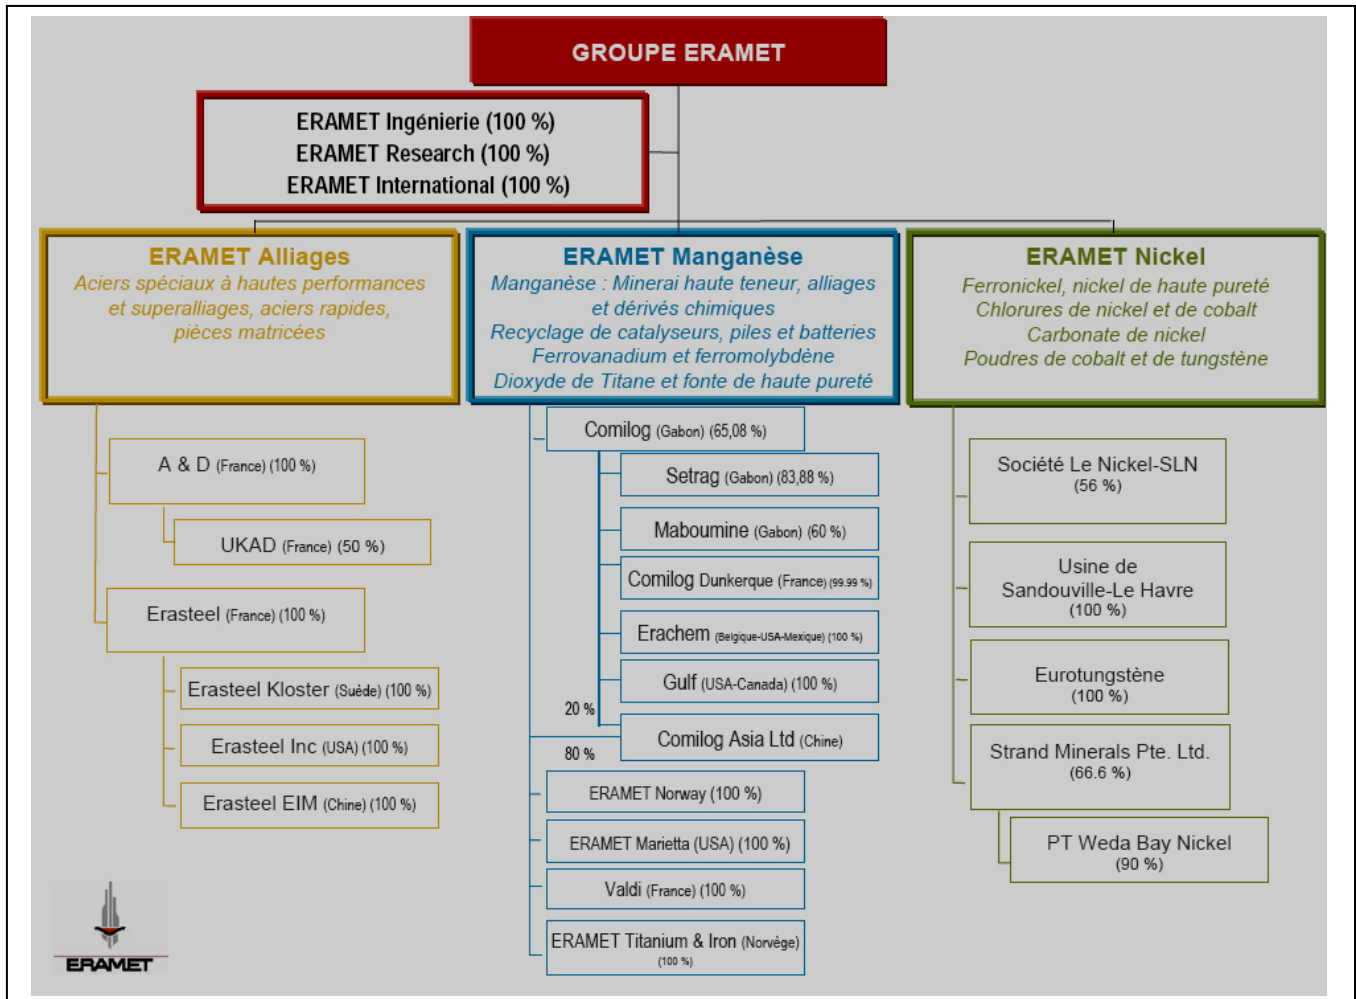 GROUPE ERAMET
ERAMET Ingénierie (100 %)
ERAMET Research (100 %)
ERAMET International (100 %)
ERAMET Alliages
Aciers spéciaux à hautes performances
et superalliages, aciers rapides,
pièces matricées
A & D (France) (100 %)
UKAD (France) (50 %)
Erasteel (France) (100 %)
Erasteel Kloster (Suède) (100 %)
Erasteel Inc (USA) (100 %)
Erasteel EIM (Chine) (100 %)
ERAMET Manganèse
Manganèse : Minerai haute teneur, alliages
et dérivés chimiques
Recyclage de catalyseurs, piles et batteries
Ferrovanadium et ferromolybdène
Dioxyde de Titane et fonte de haute pureté
Comilog (Gabon) (65,08 %)
Setrag (Gabon) (83,88 %)
Maboumine (Gabon) (60 %)
Comilog Dunkerque (France) (99.99 %)
Erachem (Belgique-USA-Mexique) (100 %)
Gulf (USA-Canada) (100 %)
20 %
Comilog Asia Ltd (Chine)
80 %
ERAMET Norway (100 %)
ERAMET Marietta (USA) (100 %)
Valdi (France) (100 %)
ERAMET Titanium & Iron (Norvège)
(100 %)
ERAMET Nickel
Ferronickel, nickel de haute pureté
Chlorures de nickel et de cobalt
Carbonate de nickel
Poudres de cobalt et de tungstène
Société Le Nickel-SLN
(56 %)
Usine de
Sandouville-Le Havre
(100 %)
Eurotungstène
(100 %)
Strand Minerals Pte. Ltd.
(66.6 %)
PT Weda Bay Nickel
(90 %)
ERAMET